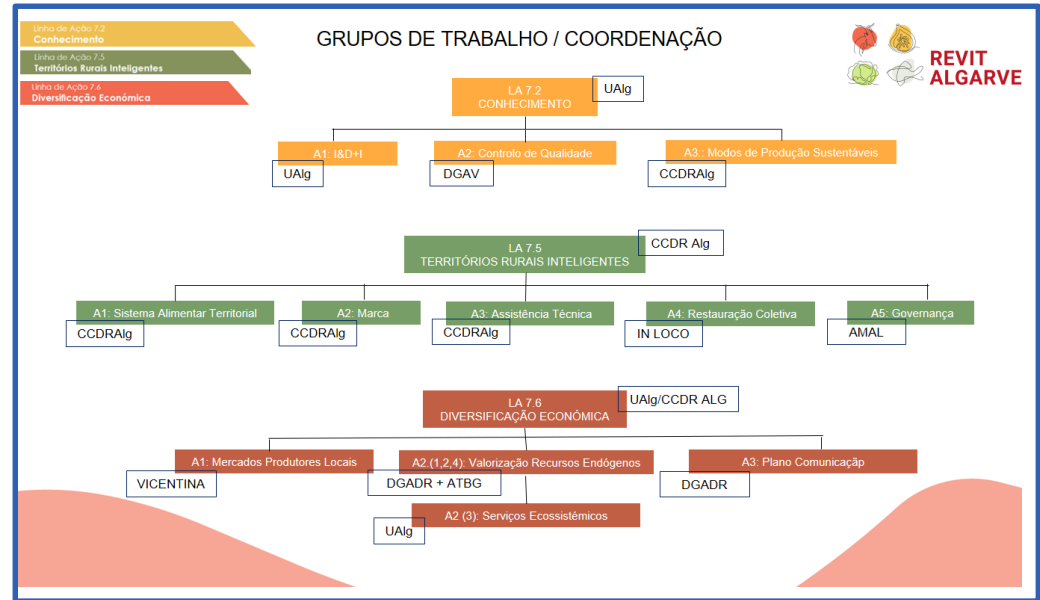 Linha de Ação 7.2
Conhecimento
Linha de Ação 7.5
Territórios Rurais Inteligentes
Linha de Ação 7.6
Diversificação Económica
GRUPOS DE TRABALHO / COORDENAÇÃO
REVIT
ALGARVE
LA 7.2
CONHECIMENTO
UAlg
A1: I&D+I
A2: Controlo de Qualidade
A3:: Modos de Produção Sustentáveis
UAlg
DGAV
CCDRAlg
LA 7.5
TERRITÓRIOS RURAIS INTELIGENTES
CCDR Alg
A1: Sistema Alimentar Territorial
A2: Marca
A3: Assistência Técnica
A4: Restauração Coletiva
A5: Governança
CCDRAlg
CCDRAlg
CCDRAlg
IN LOCO
AMAL
LA 7.6
DIVERSIFICAÇÃO ECONÓMICA
UAlg/CCDR ALG
A1: Mercados Produtores Locais
A2 (1,2,4): Valorização Recursos Endógenos
A3: Plano Comunicaçãp
VICENTINA
DGADR + ATBG
DGADR
A2 (3): Serviços Ecossistémicos
UAlg